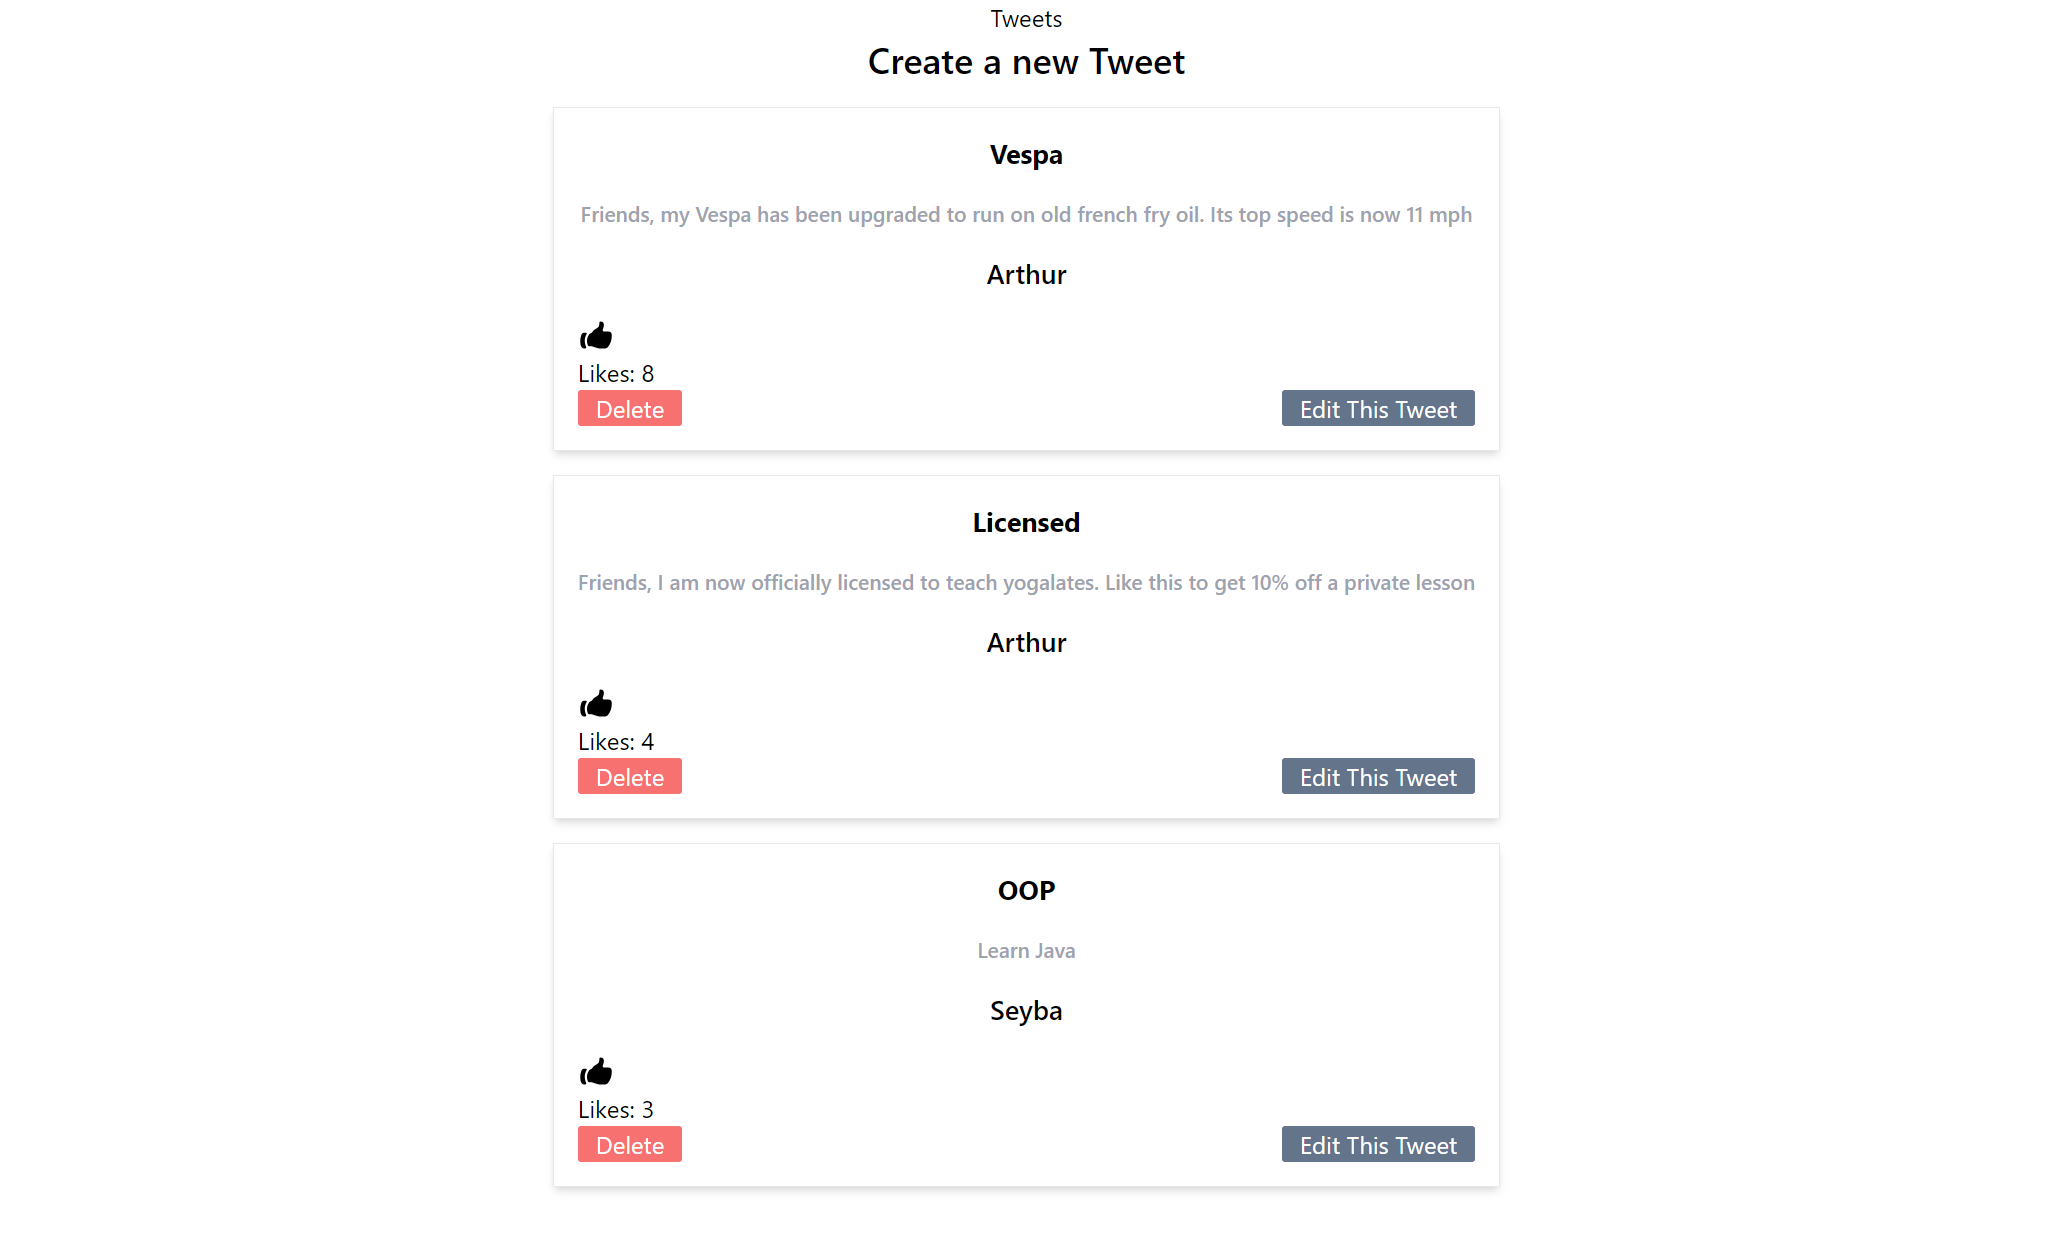 Tweets
Create a new Tweet
Vespa
Friends, my Vespa has been upgraded to run on old french fry oil. Its top speed is now 11 mph
Arthur
Likes: 8
Delete
Edit This Tweet
Licensed
Friends, I am now officially licensed to teach yogalates. Like this to get 10% off a private lesson
Arthur
Likes: 4
Delete
Edit This Tweet
OOP
Learn Java
Seyba
Likes: 3
Delete
Edit This Tweet